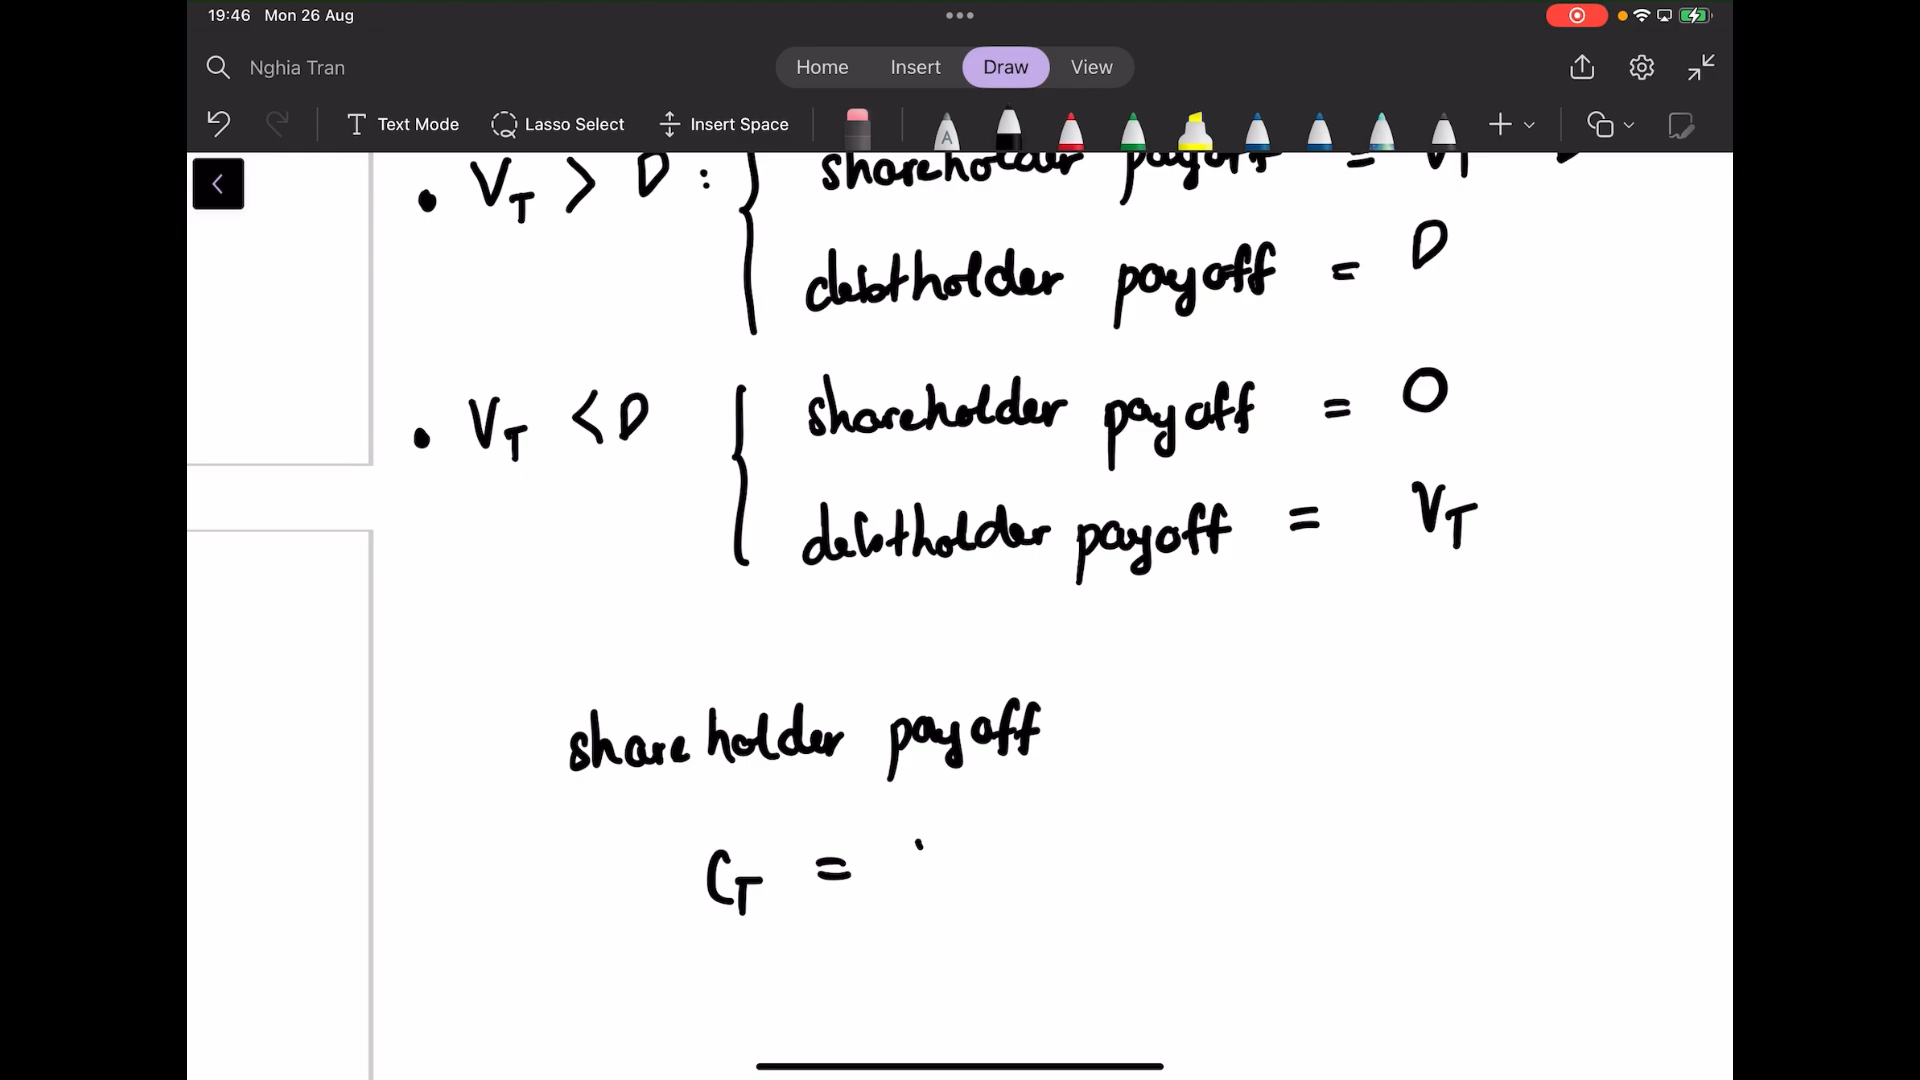 19:46 Mon 26 Aug
Nghia Tran
Home Insert Draw View
Text Mode Lasso Select Insert Space
A
• V_T > D : shareholder payoff = V_T
debtholder payoff = D
• V_T < D shareholder payoff = 0
debtholder payoff = V_T
shareholder payoff
C_T =